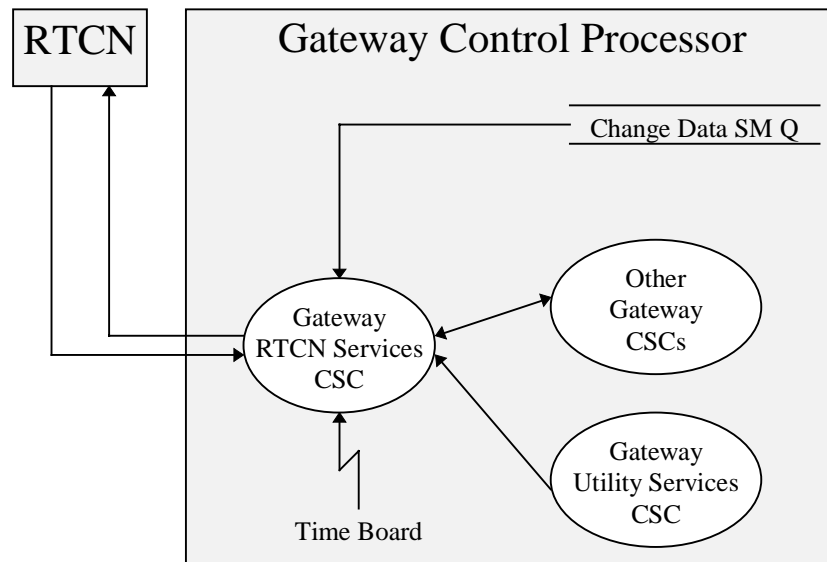 RTCN
Gateway Control Processor
Change Data SM Q
Other
Gateway
CSCs
Gateway
RTCN Services
CSC
Gateway
Utility Services
CSC
Time Board